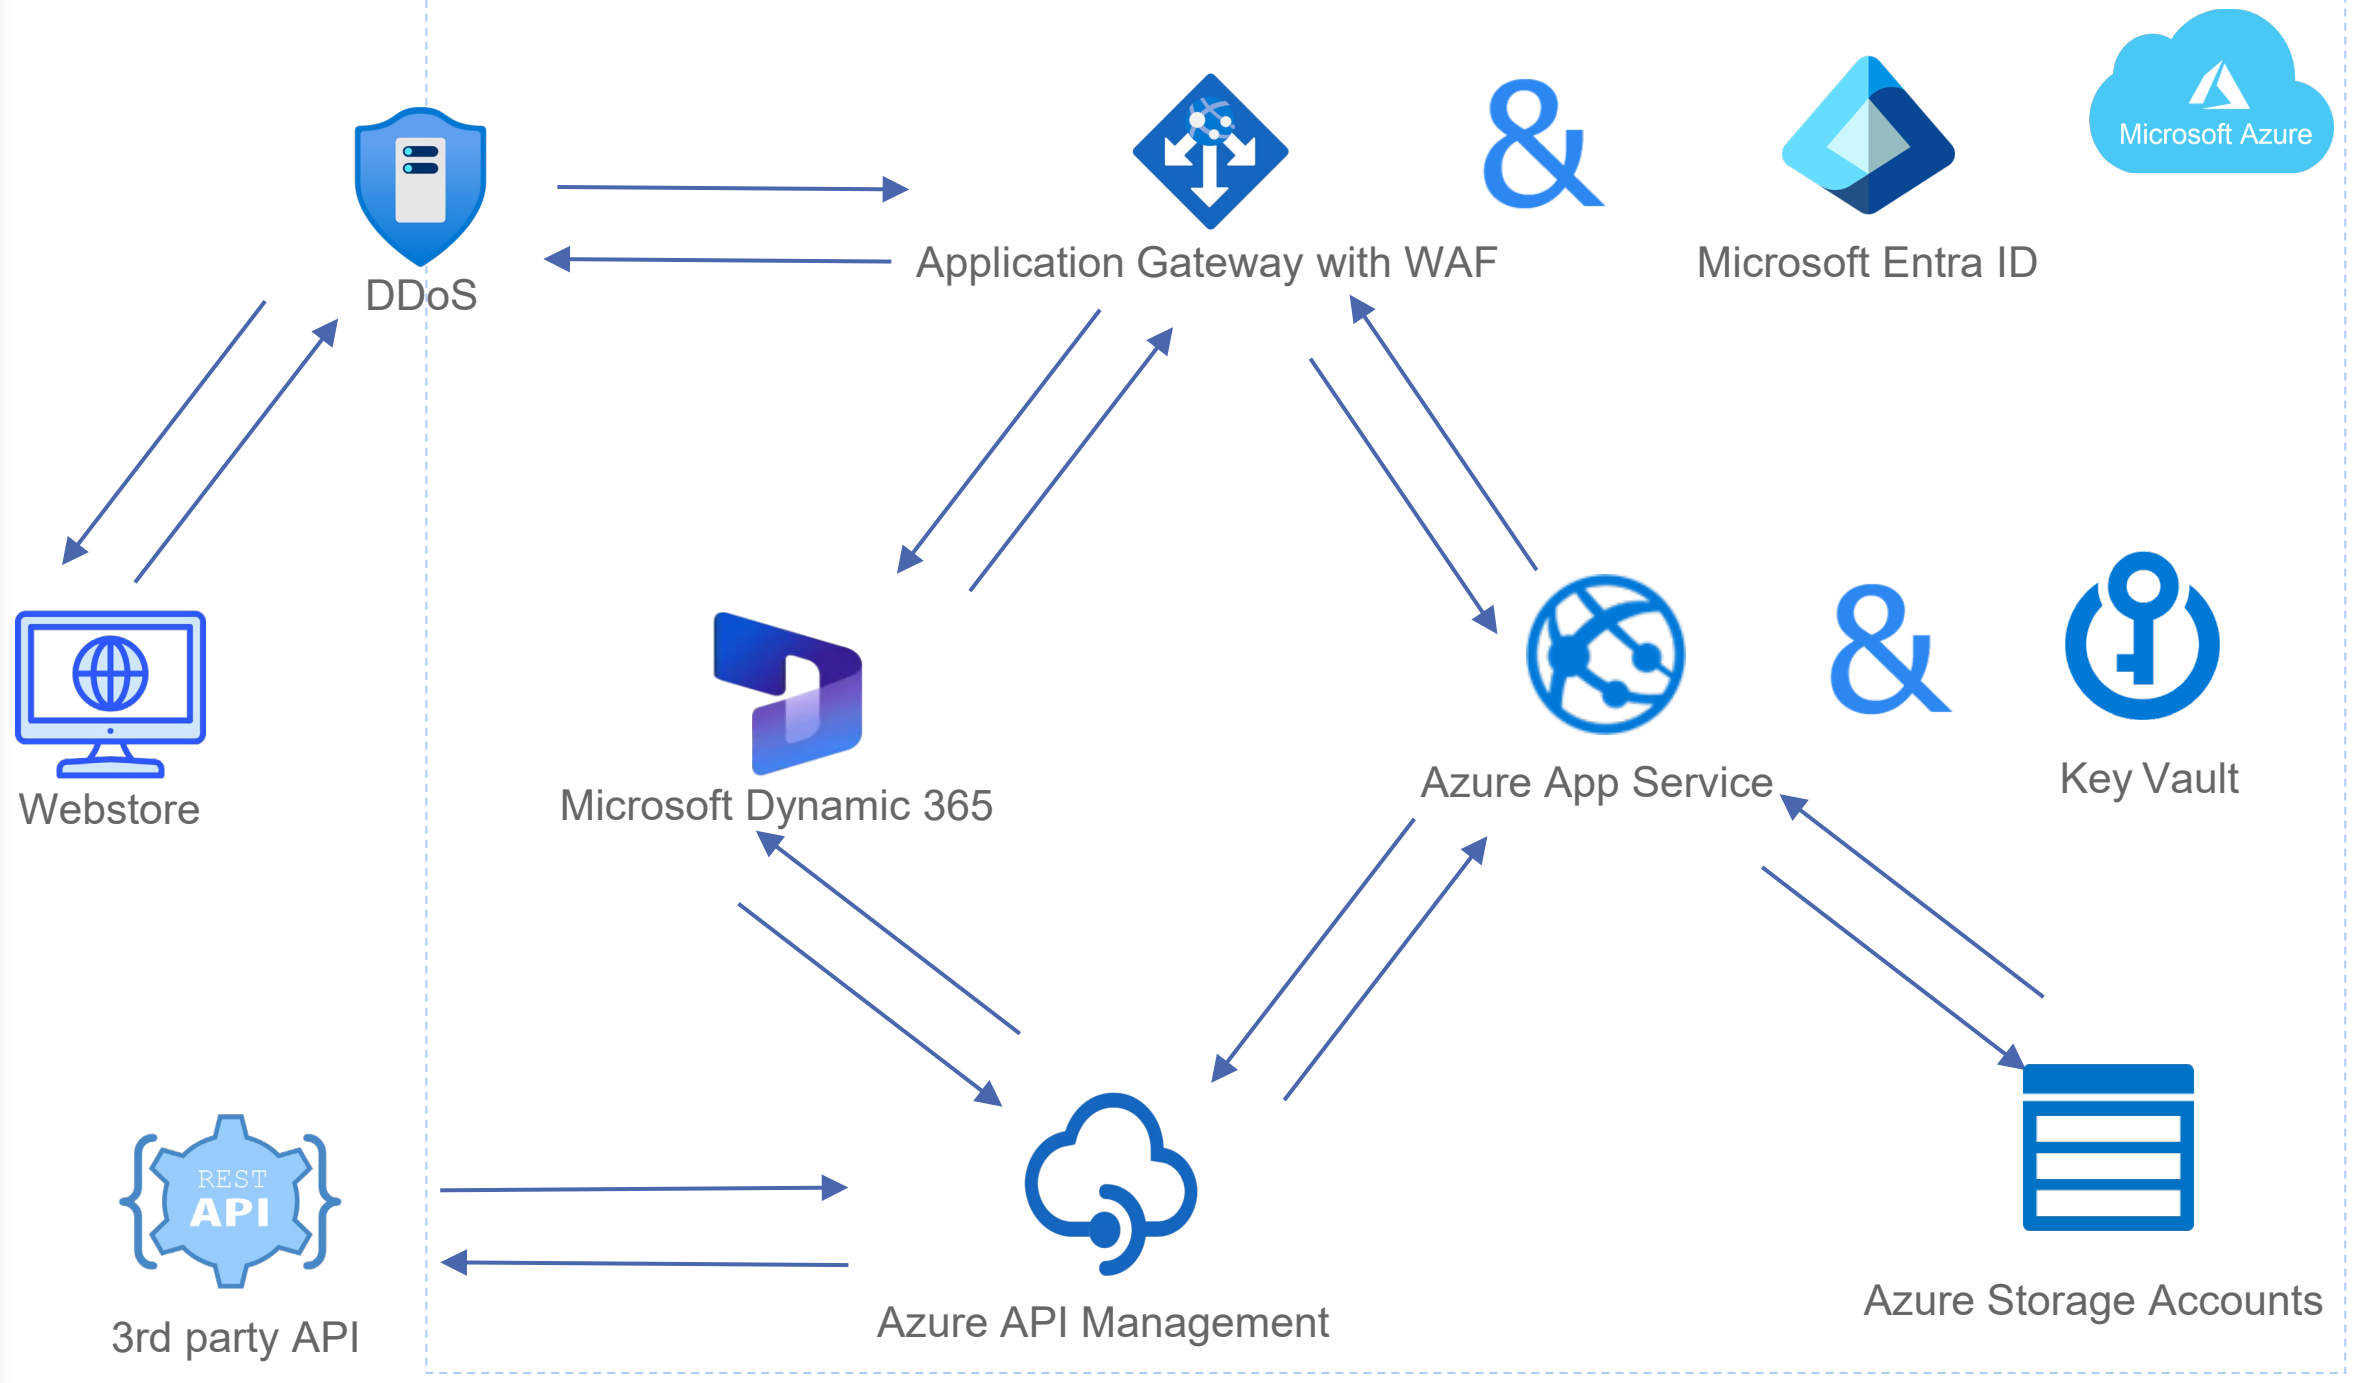 Microsoft Azure
&
DDoS
Application Gateway with WAF
Microsoft Entra ID
&
Webstore
Microsoft Dynamic 365
Azure App Service
Key Vault
REST
API
3rd party API
Azure API Management
Azure Storage Accounts